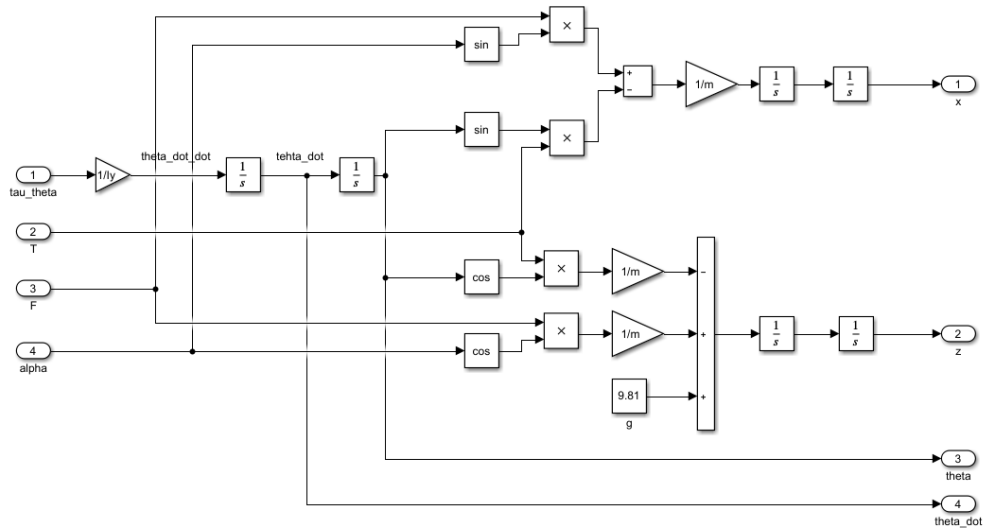 ×
sin
+
−
1/m
1
s
1
s
1
x
sin
×
theta_dot_dot
tehta_dot
1
tau_theta
1/Iy
1
s
1
s
2
T
×
1/m
−
cos
3
F
×
1/m
+
1
s
1
s
2
z
4
alpha
cos
9.81
g
+
3
theta
4
theta_dot